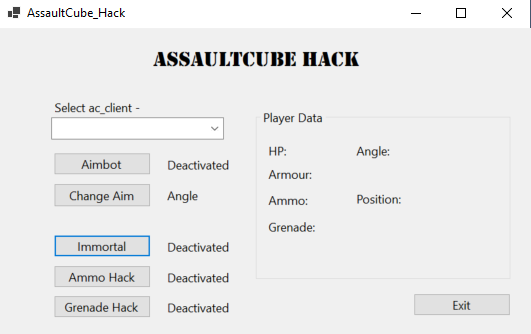 AssaultCube_Hack
ASSAULTCUBE HACK
Select ac_client -
Aimbot Deactivated
Change Aim Angle
Immortal Deactivated
Ammo Hack Deactivated
Grenade Hack Deactivated
Player Data
HP: Angle:
Armour:
Ammo: Position:
Grenade:
Exit